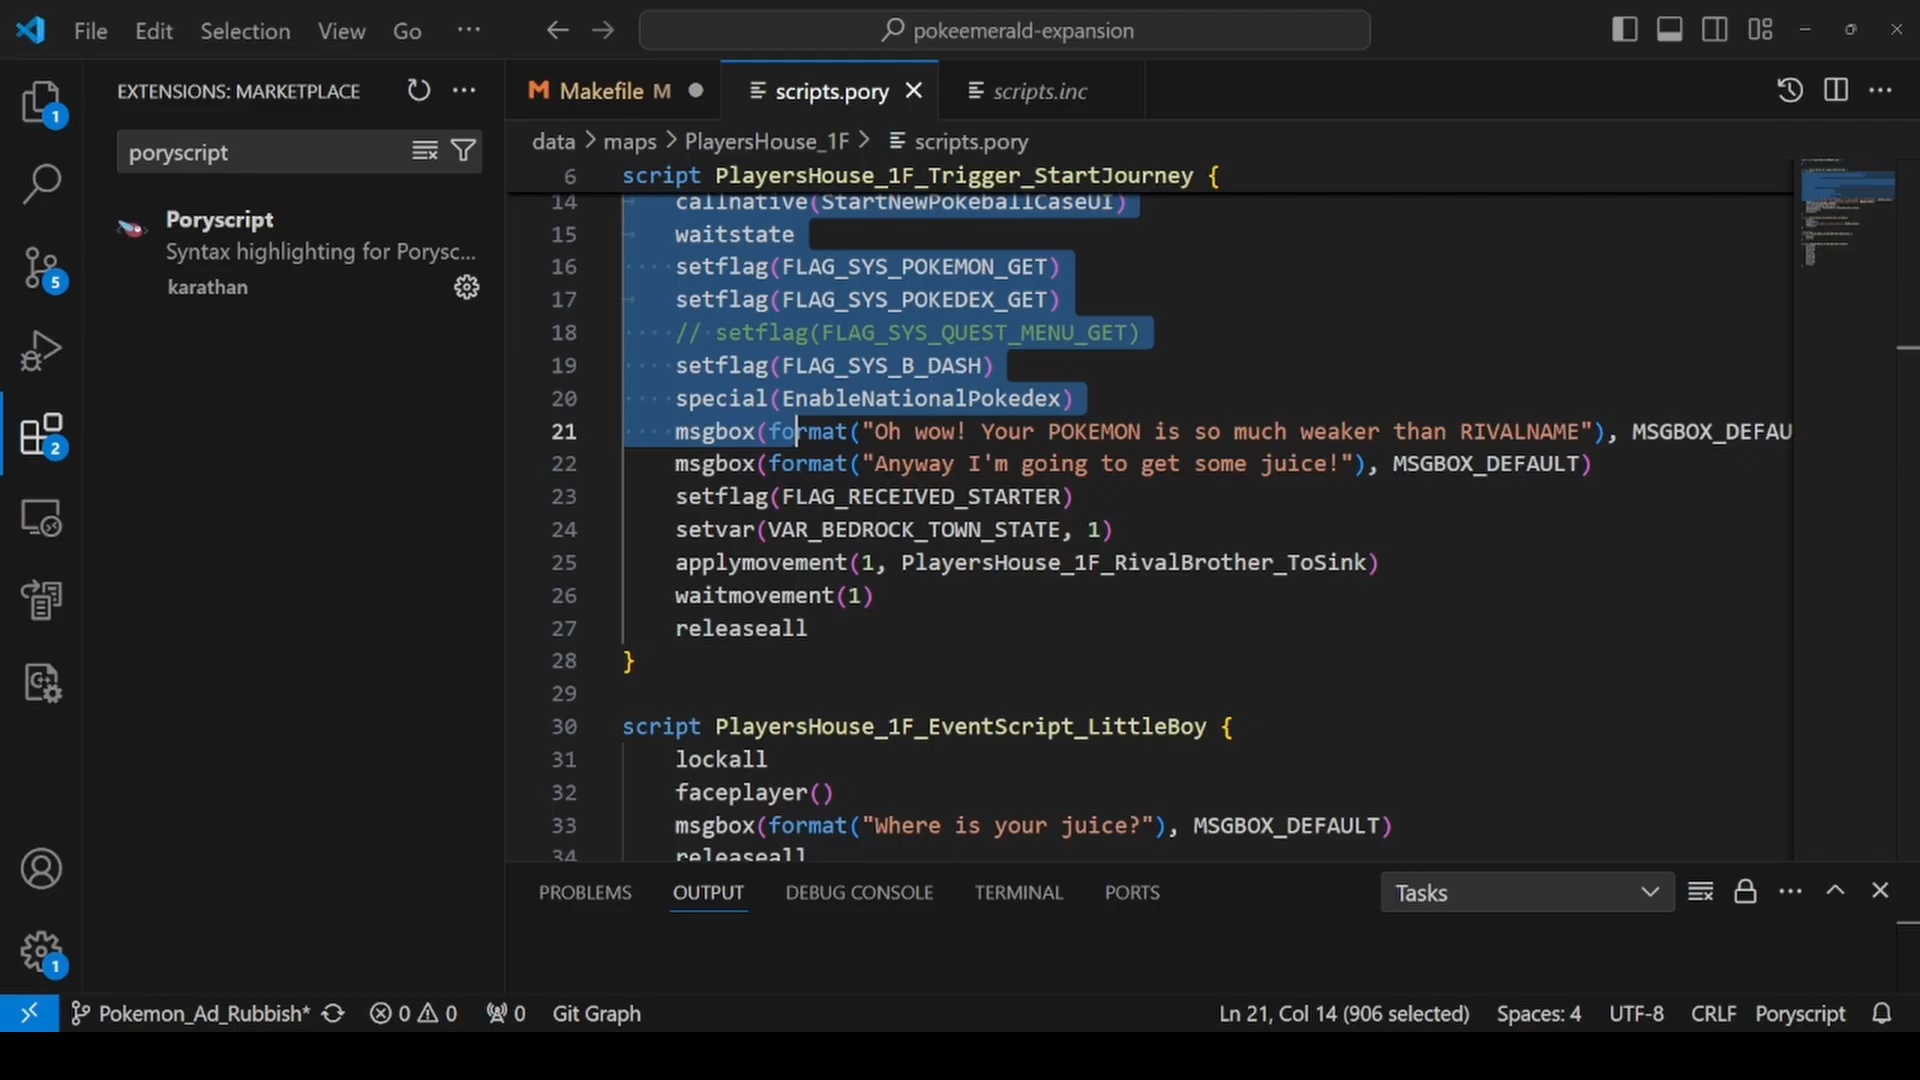 File Edit Selection View Go
pokeemerald-expansion
EXTENSIONS: MARKETPLACE
poryscript
Poryscript
Syntax highlighting for Porysc...
karathan
Makefile M
scripts.pory
scripts.inc
data > maps > PlayersHouse_1F > scripts.pory
6 script PlayersHouse_1F_Trigger_StartJourney {
14 callnative(StartNewPokeballCaseUI)
15 waitstate
16 setflag(FLAG_SYS_POKEMON_GET)
17 setflag(FLAG_SYS_POKEDEX_GET)
18 // setflag(FLAG_SYS_QUEST_MENU_GET)
19 setflag(FLAG_SYS_B_DASH)
20 special(EnableNationalPokedex)
21 msgbox(format("Oh wow! Your POKEMON is so much weaker than RIVALNAME"), MSGBOX_DEFAU
22 msgbox(format("Anyway I'm going to get some juice!"), MSGBOX_DEFAULT)
23 setflag(FLAG_RECEIVED_STARTER)
24 setvar(VAR_BEDROCK_TOWN_STATE, 1)
25 applymovement(1, PlayersHouse_1F_RivalBrother_ToSink)
26 waitmovement(1)
27 releaseall
28 }
29
30 script PlayersHouse_1F_EventScript_LittleBoy {
31 lockall
32 faceplayer()
33 msgbox(format("Where is your juice?"), MSGBOX_DEFAULT)
34 releaseall
1
5
2
1
PROBLEMS OUTPUT DEBUG CONSOLE TERMINAL PORTS
Tasks
Pokemon_Ad_Rubbish* 0 0 0 Git Graph
Ln 21, Col 14 (906 selected) Spaces: 4 UTF-8 CRLF Poryscript